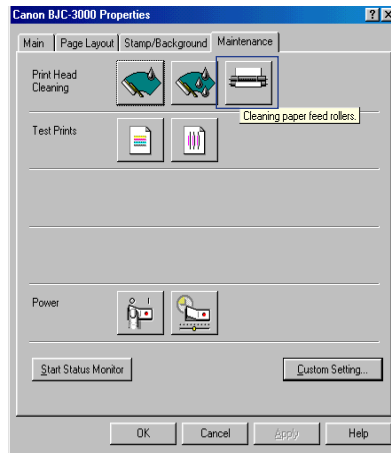 Canon BJC-3000 Properties
Main Page Layout Stamp/Background Maintenance
Print Head
Cleaning
Cleaning paper feed rollers.
Test Prints
Power
Start Status Monitor Custom Setting...
OK Cancel Apply Help